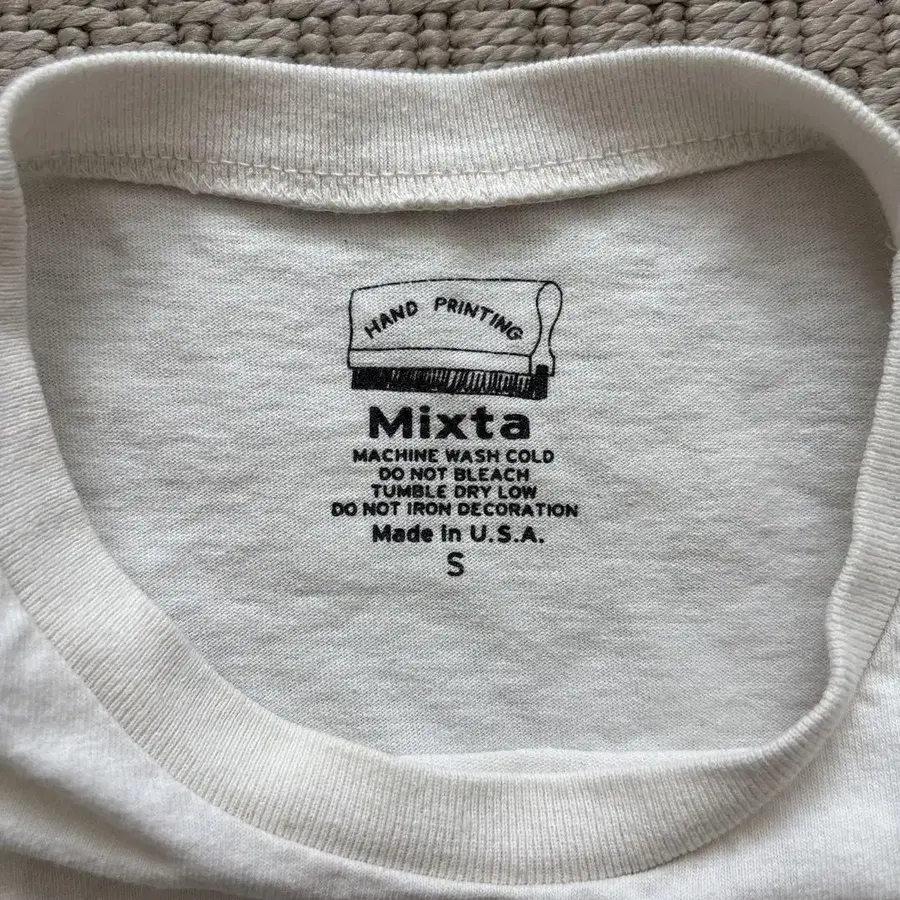 HAND PRINTING
Mixta
MACHINE WASH COLD
DO NOT BLEACH
TUMBLE DRY LOW
DO NOT IRON DECORATION
Made in U.S.A.
S